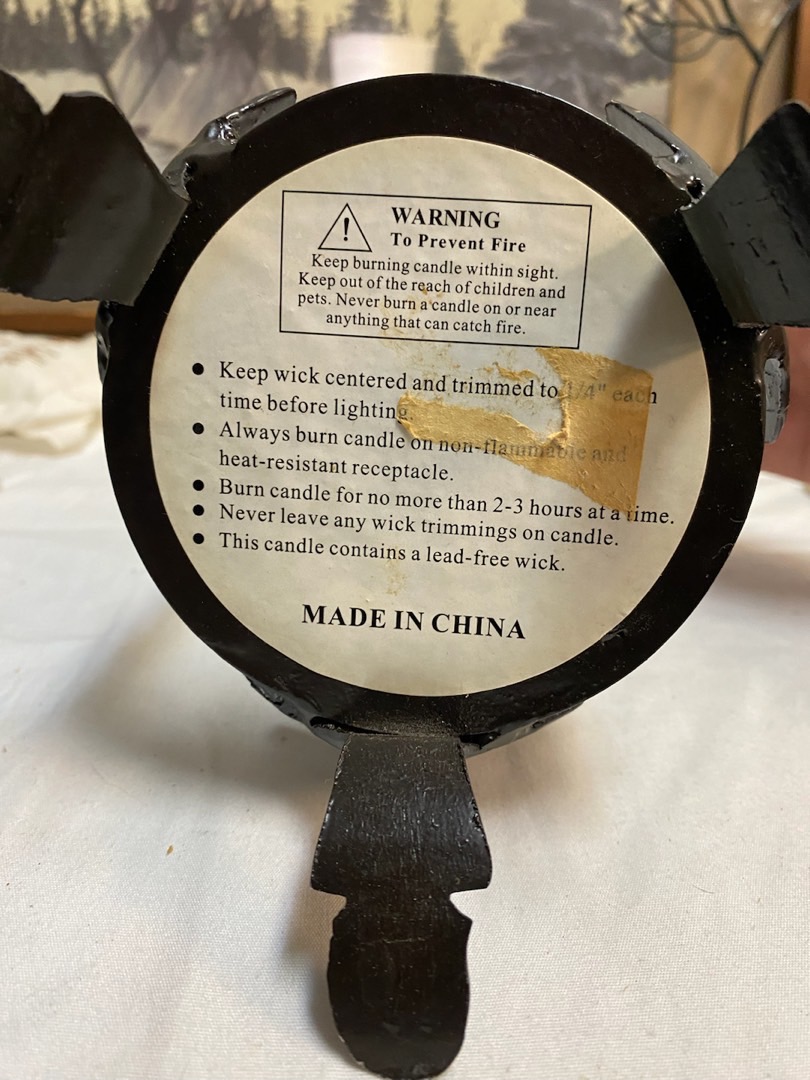 WARNING
To Prevent Fire
Keep burning candle within sight.
Keep out of the reach of children and
pets. Never burn a candle on or near
anything that can catch fire.
● Keep wick centered and trimmed to 1/4" each
time before lighting.
● Always burn candle on non-flammable and
heat-resistant receptacle.
● Burn candle for no more than 2-3 hours at a time.
● Never leave any wick trimmings on candle.
● This candle contains a lead-free wick.
MADE IN CHINA